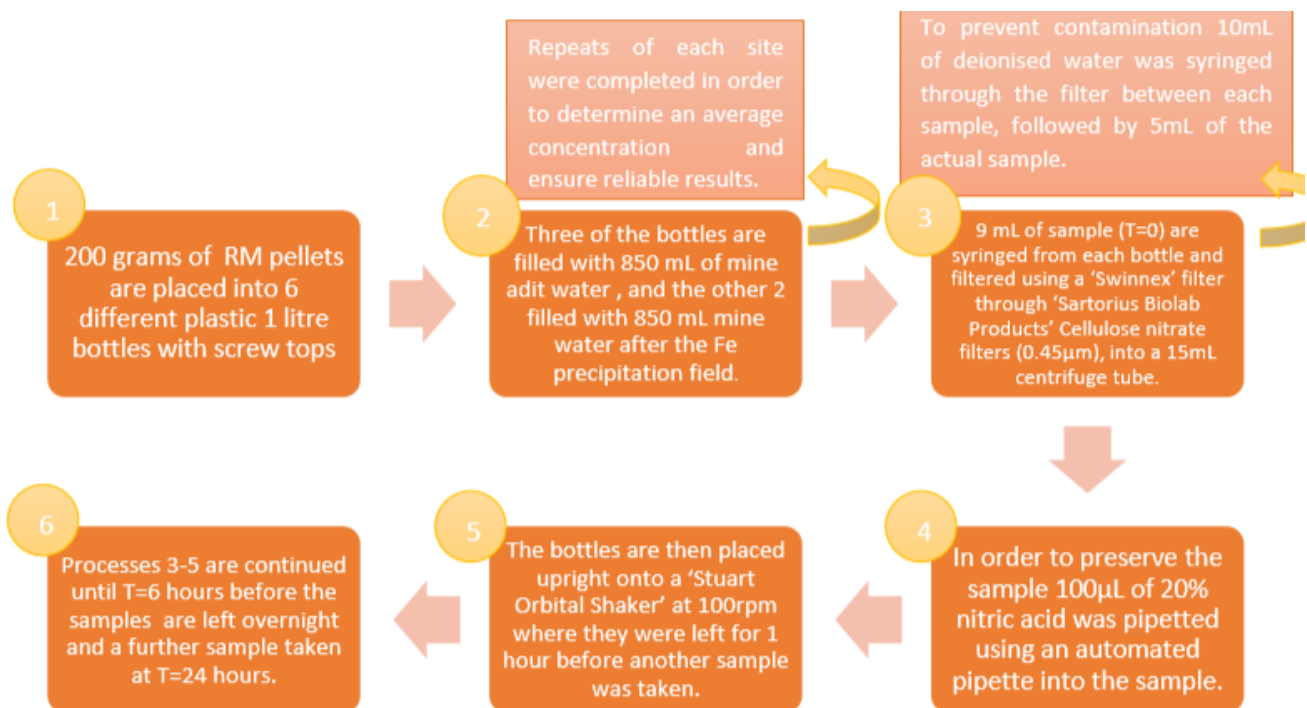 Repeats of each site
were completed in order
to determine an average
concentration and
ensure reliable results.
To prevent contamination 10mL
of deionised water was syringed
through the filter between each
sample, followed by 5mL of the
actual sample.
1
200 grams of RM pellets
are placed into 6
different plastic 1 litre
bottles with screw tops
2
Three of the bottles are
filled with 850 mL of mine
adit water , and the other 2
filled with 850 mL mine
water after the Fe
precipitation field.
3
9 mL of sample (T=0) are
syringed from each bottle and
filtered using a ‘Swinnex’ filter
through ‘Sartorius Biolab
Products’ Cellulose nitrate
filters (0.45µm), into a 15mL
centrifuge tube.
4
In order to preserve the
sample 100µL of 20%
nitric acid was pipetted
using an automated
pipette into the sample.
5
The bottles are then placed
upright onto a ‘Stuart
Orbital Shaker’ at 100rpm
where they were left for 1
hour before another sample
was taken.
6
Processes 3-5 are continued
until T=6 hours before the
samples are left overnight
and a further sample taken
at T=24 hours.